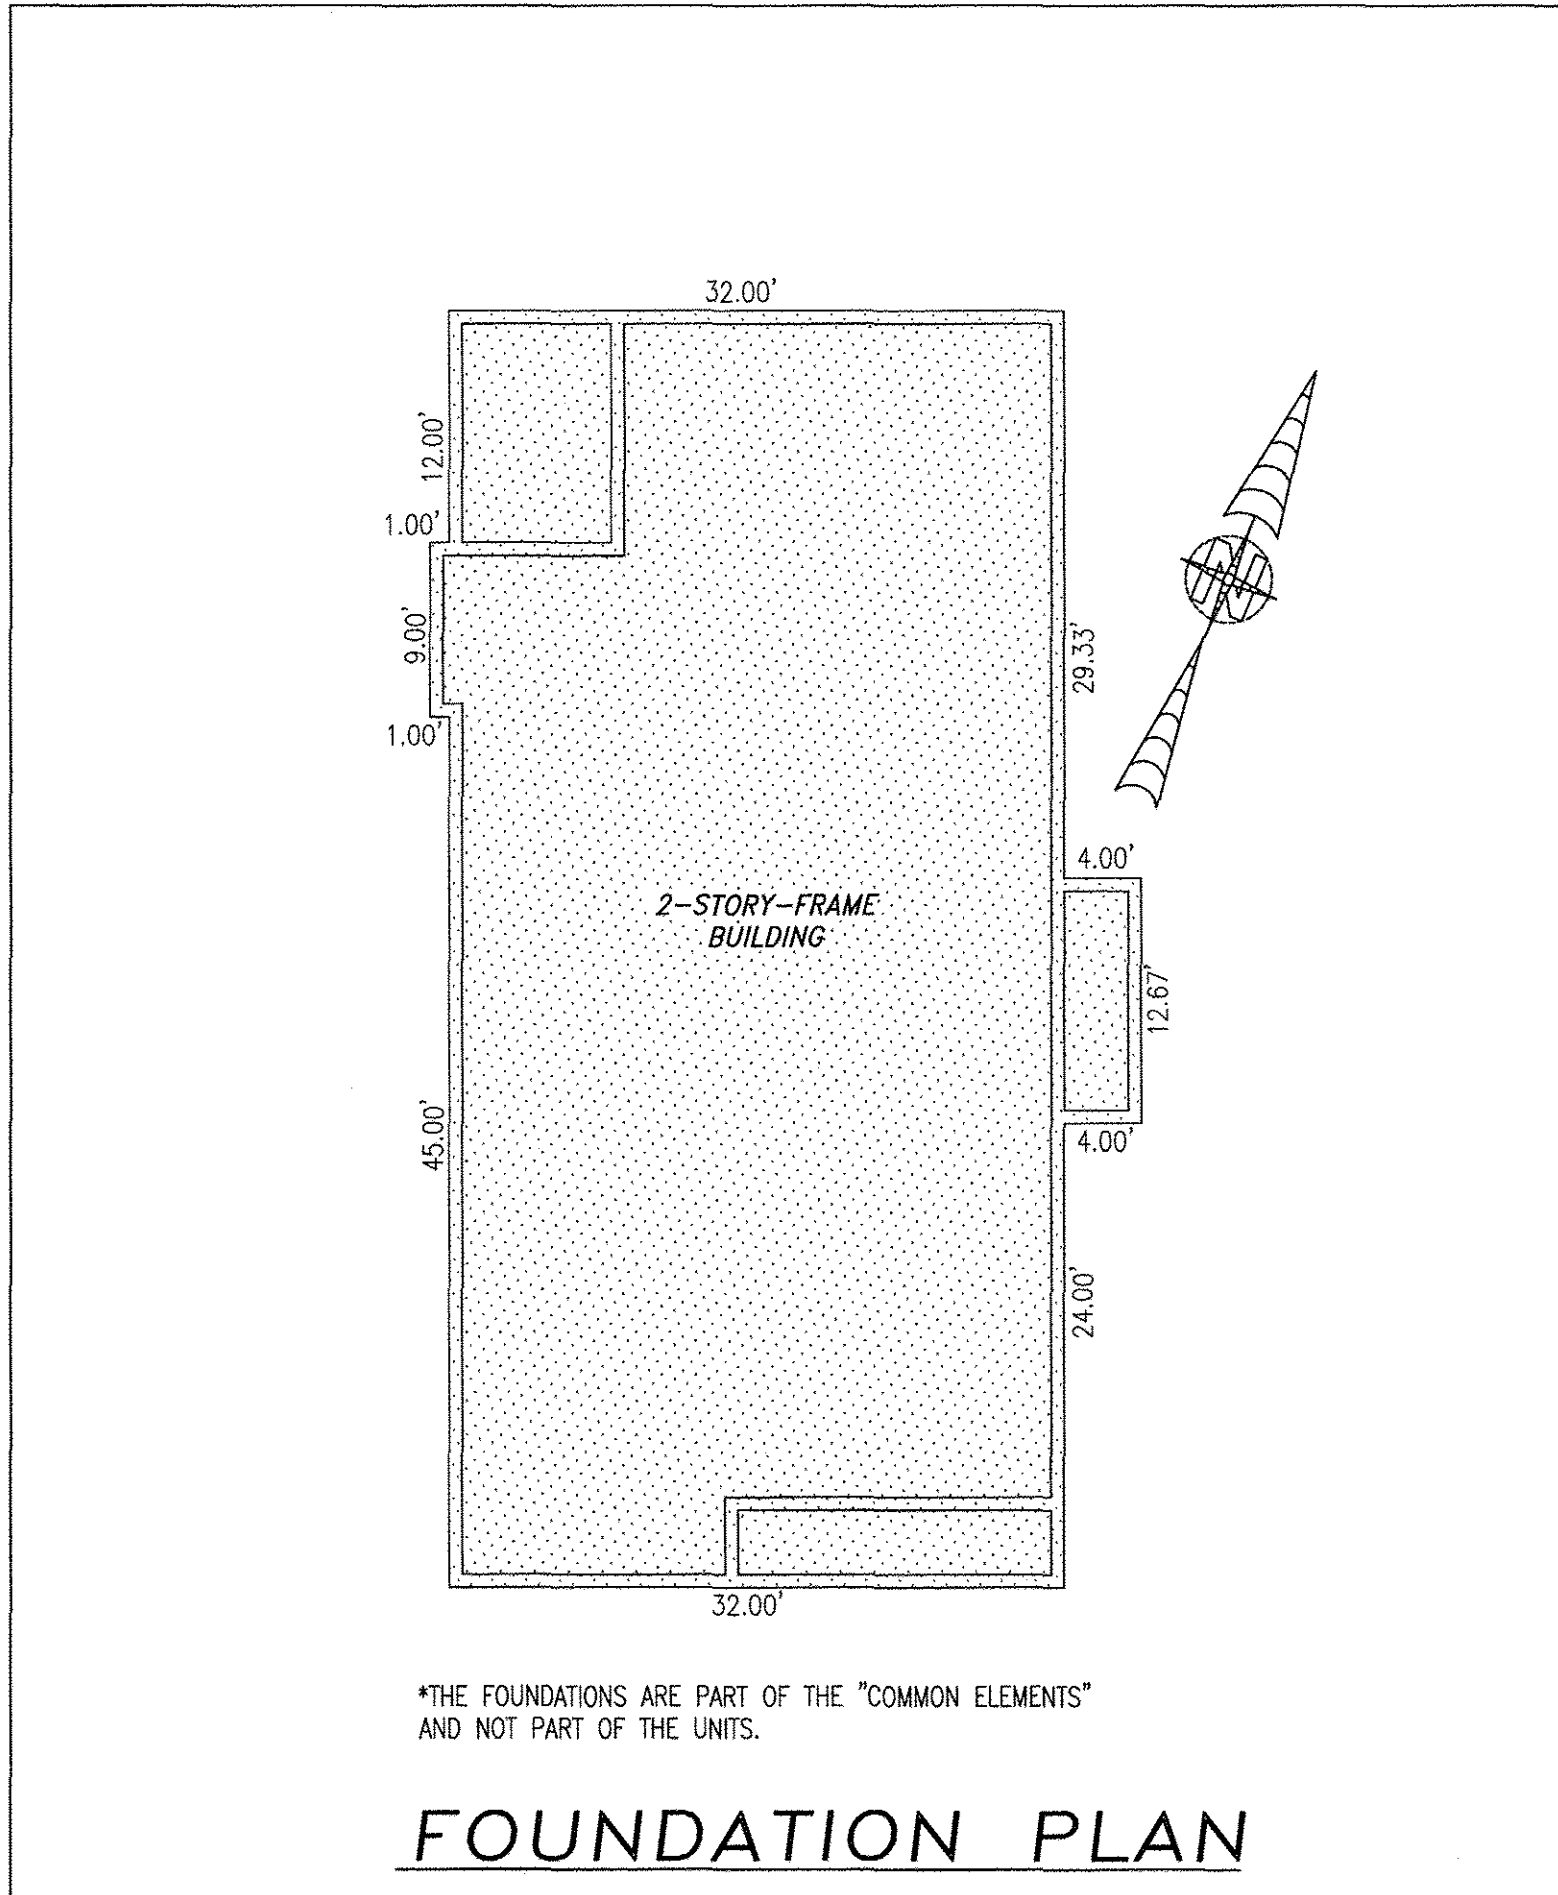 32.00'
12.00'
1.00'
9.00'
1.00'
29.33'
4.00'
2-STORY-FRAME
BUILDING
12.67'
45.00'
4.00'
24.00'
32.00'
*THE FOUNDATIONS ARE PART OF THE "COMMON ELEMENTS"
AND NOT PART OF THE UNITS.
FOUNDATION PLAN
N